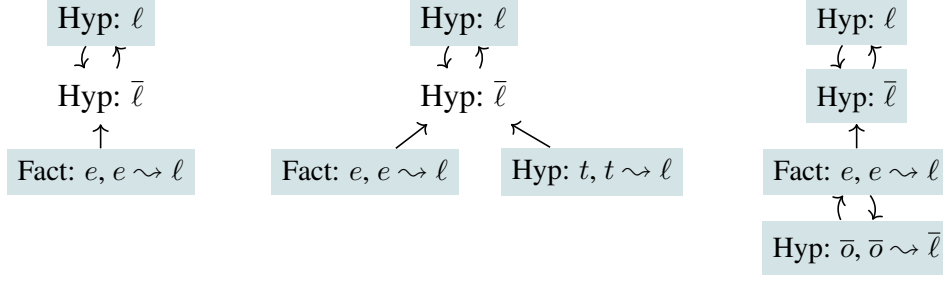 Hyp: ℓ Hyp: ℓ Hyp: ℓ
Hyp: ℓ̅ Hyp: ℓ̅ Hyp: ℓ̅
Fact: e, e ⇝ ℓ Fact: e, e ⇝ ℓ Hyp: t, t ⇝ ℓ Fact: e, e ⇝ ℓ
Hyp: o̅, o̅ ⇝ ℓ̅